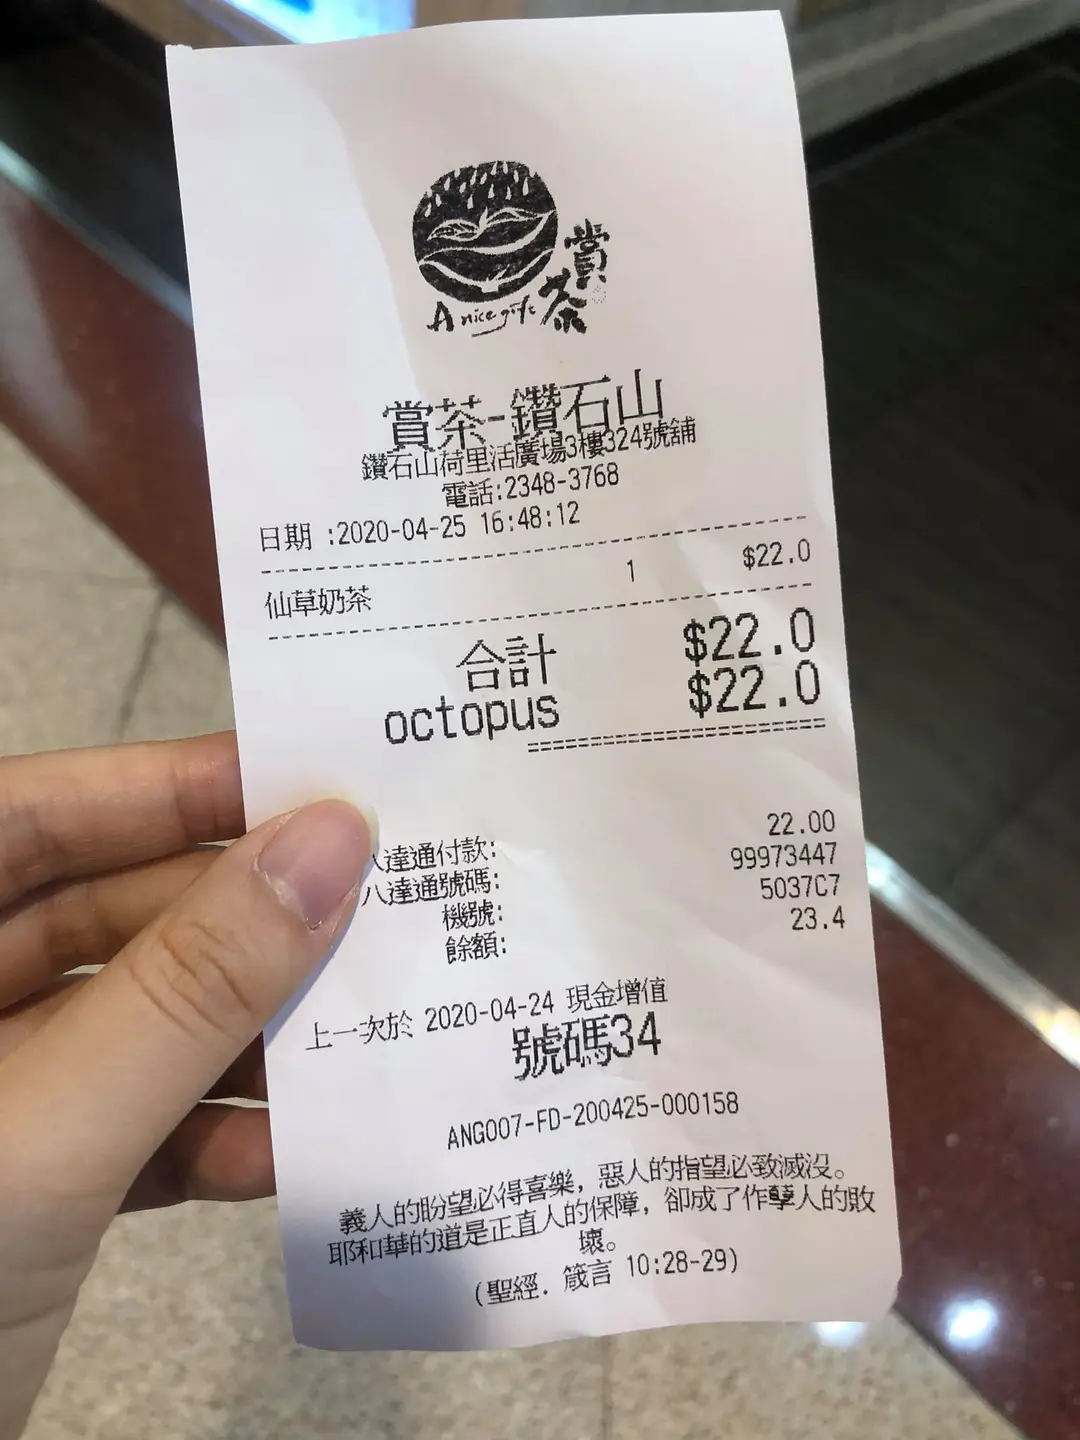 賞茶
A nice gift
賞茶-鑽石山
鑽石山荷里活廣場3樓324號舖
電話:2348-3768
日期 :2020-04-25 16:48:12
仙草奶茶 1 $22.0
合計 $22.0
octopus $22.0
八達通付款: 22.00
八達通號碼: 99973447
機號: 5037C7
餘額: 23.4
上一次於 2020-04-24 現金增值
號碼34
ANG007-FD-200425-000158
義人的盼望必得喜樂，惡人的指望必致滅沒。
耶和華的道是正直人的保障，卻成了作孽人的敗
壞。
(聖經. 箴言 10:28-29)